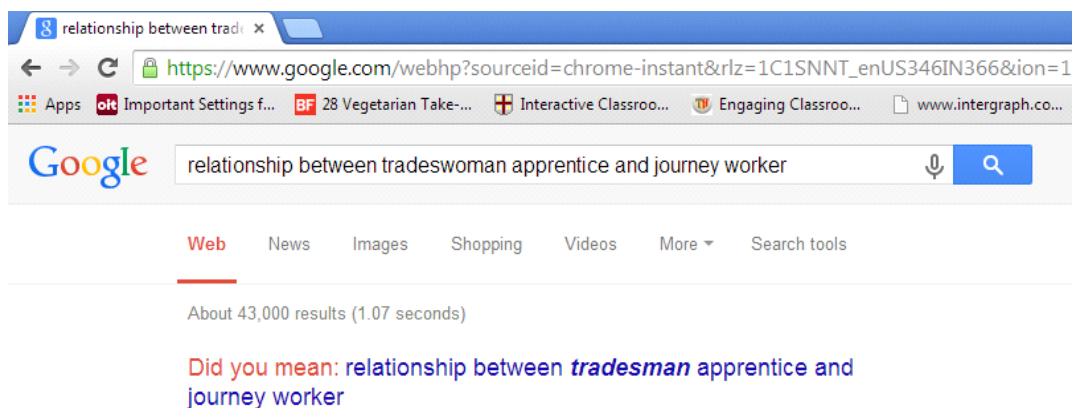 relationship between trad
https://www.google.com/webhp?sourceid=chrome-instant&rlz=1C1SNNT_enUS346IN366&ion=1
Apps oit Important Settings f... BF 28 Vegetarian Take-... Interactive Classroo... Engaging Classroo... www.intergraph.co...
Google relationship between tradeswoman apprentice and journey worker
Web News Images Shopping Videos More Search tools
About 43,000 results (1.07 seconds)
Did you mean: relationship between tradesman apprentice and
journey worker